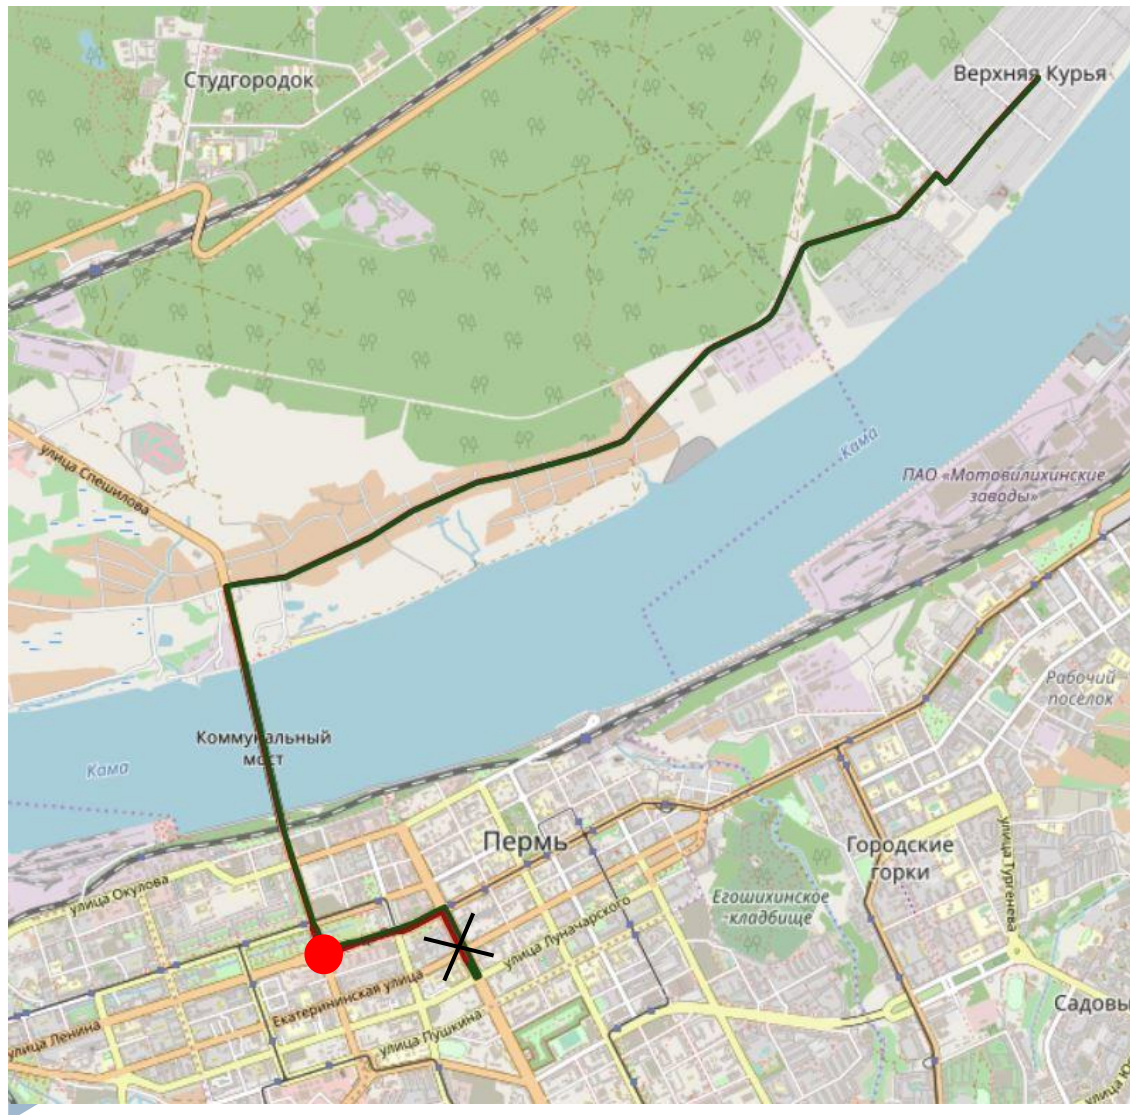 Студгородок
Верхняя Курья
улица Спешилова
Кама
ПАО «Мотовилихинские
заводы»
Рабочий
посёлок
Коммунальный
мост
Кама
Пермь
Городские
горки
улица Тургенева
улица Окулова
Егошихинское
кладбище
улица Луначарского
Екатерининская улица
Садовы
улица Ленина
улица Пушкина
улица Ю